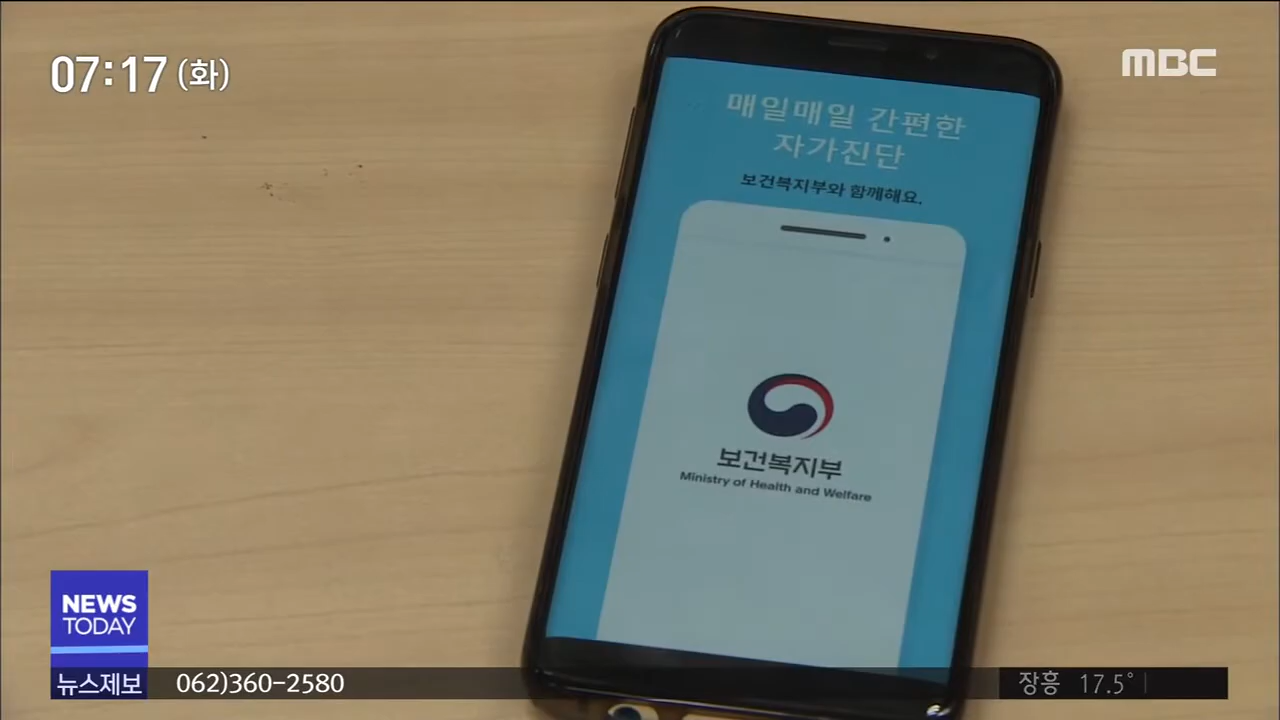 07:17 (화)
MBC
매일매일 간편한
자가진단
보건복지부와 함께해요.
보건복지부
Ministry of Health and Welfare
NEWS
TODAY
뉴스제보 062)360-2580
장흥 17.5°